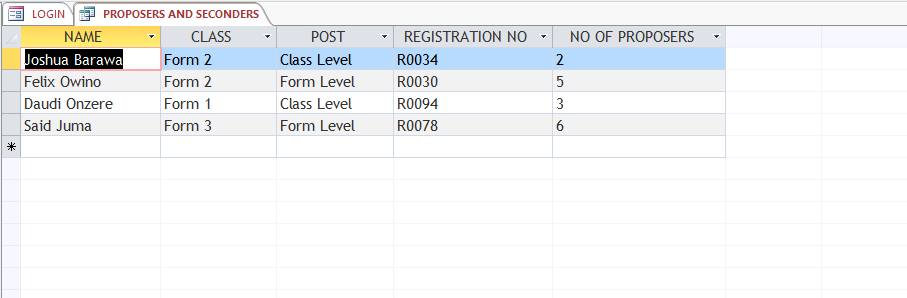 LOGIN PROPOSERS AND SECONDERS
NAME CLASS POST REGISTRATION NO NO OF PROPOSERS
Joshua Barawa Form 2 Class Level R0034 2
Felix Owino Form 2 Form Level R0030 5
Daudi Onzere Form 1 Class Level R0094 3
Said Juma Form 3 Form Level R0078 6